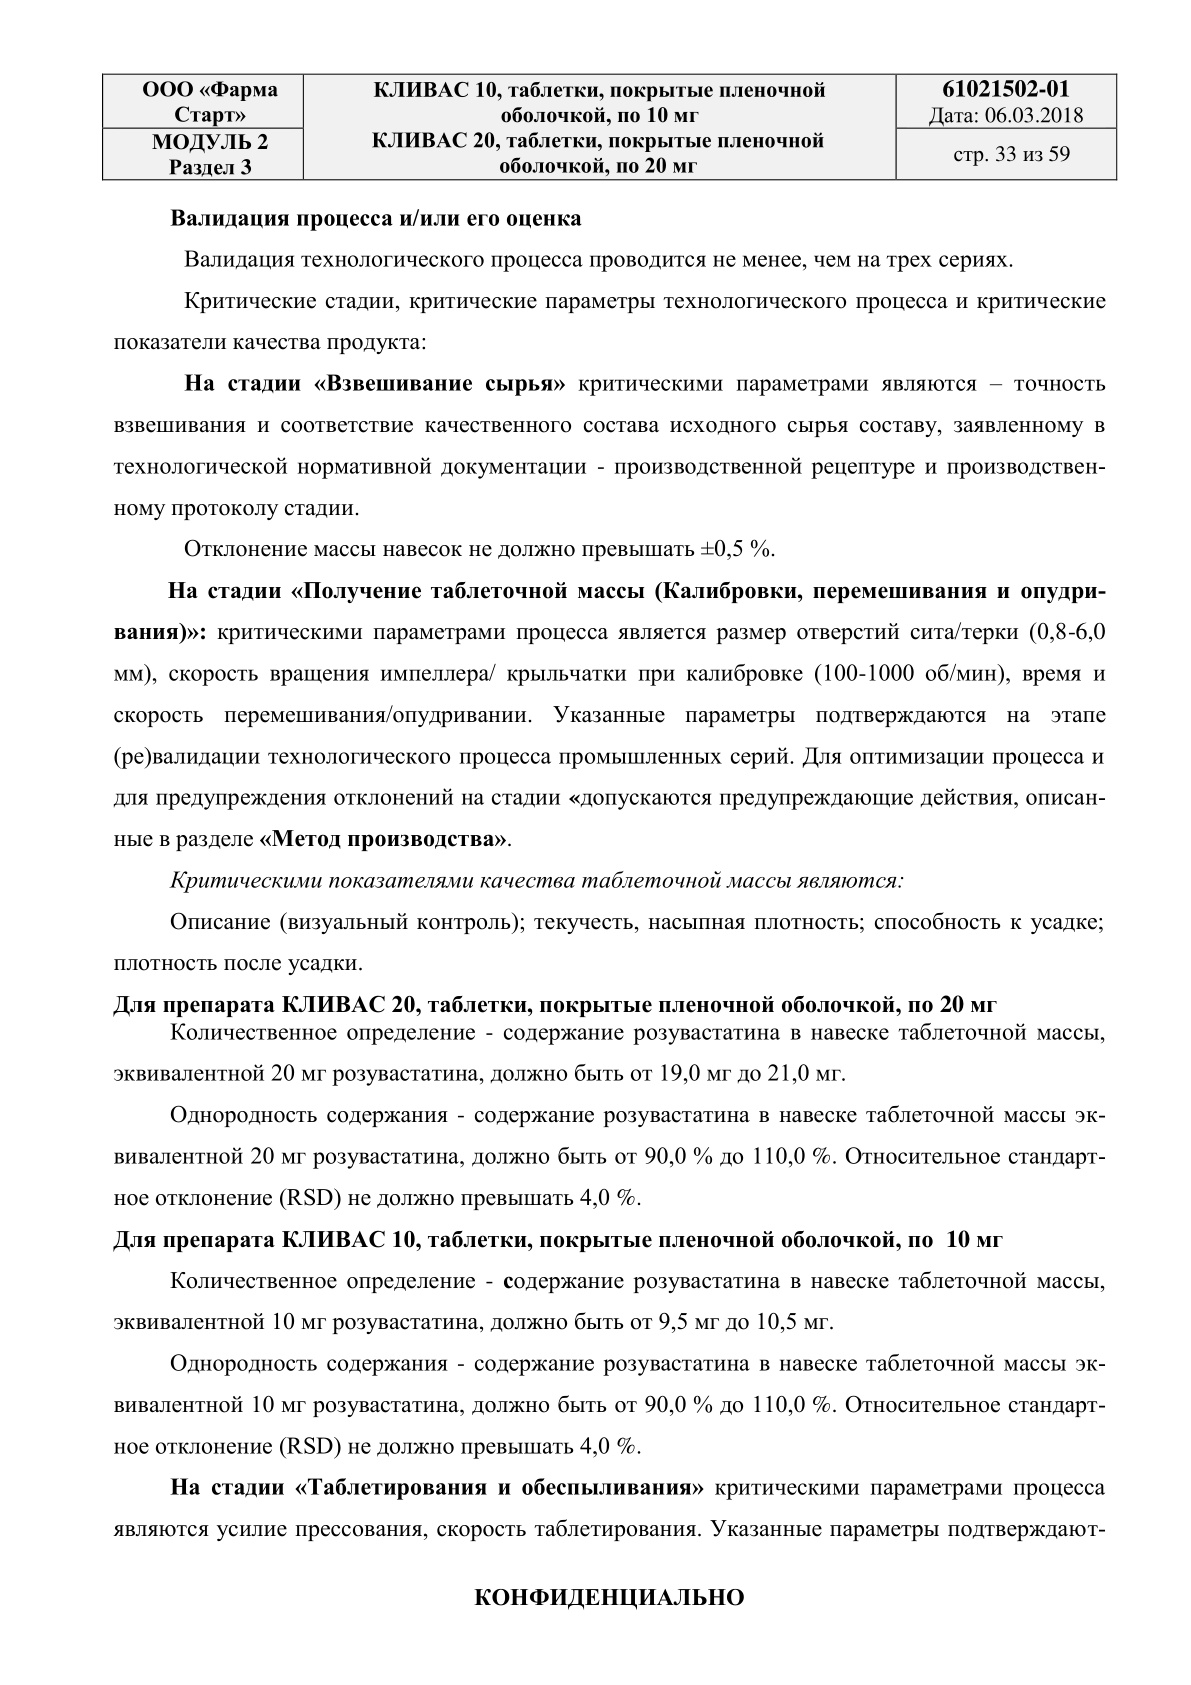 ООО «Фарма
Старт»
МОДУЛЬ 2
Раздел 3
КЛИВАС 10, таблетки, покрытые пленочной
оболочкой, по 10 мг
КЛИВАС 20, таблетки, покрытые пленочной
оболочкой, по 20 мг
61021502-01
Дата: 06.03.2018
стр. 33 из 59
Валидация процесса и/или его оценка
Валидация технологического процесса проводится не менее, чем на трех сериях.
Критические стадии, критические параметры технологического процесса и критические
показатели качества продукта:
На стадии «Взвешивание сырья» критическими параметрами являются – точность
взвешивания и соответствие качественного состава исходного сырья составу, заявленному в
технологической нормативной документации - производственной рецептуре и производствен-
ному протоколу стадии.
Отклонение массы навесок не должно превышать ±0,5 %.
На стадии «Получение таблеточной массы (Калибровки, перемешивания и опудри-
вания)»: критическими параметрами процесса является размер отверстий сита/терки (0,8-6,0
мм), скорость вращения импеллера/ крыльчатки при калибровке (100-1000 об/мин), время и
скорость перемешивания/опудривании. Указанные параметры подтверждаются на этапе
(ре)валидации технологического процесса промышленных серий. Для оптимизации процесса и
для предупреждения отклонений на стадии «допускаются предупреждающие действия, описан-
ные в разделе «Метод производства».
Критическими показателями качества таблеточной массы являются:
Описание (визуальный контроль); текучесть, насыпная плотность; способность к усадке;
плотность после усадки.
Для препарата КЛИВАС 20, таблетки, покрытые пленочной оболочкой, по 20 мг
Количественное определение - содержание розувастатина в навеске таблеточной массы,
эквивалентной 20 мг розувастатина, должно быть от 19,0 мг до 21,0 мг.
Однородность содержания - содержание розувастатина в навеске таблеточной массы эк-
вивалентной 20 мг розувастатина, должно быть от 90,0 % до 110,0 %. Относительное стандарт-
ное отклонение (RSD) не должно превышать 4,0 %.
Для препарата КЛИВАС 10, таблетки, покрытые пленочной оболочкой, по 10 мг
Количественное определение - содержание розувастатина в навеске таблеточной массы,
эквивалентной 10 мг розувастатина, должно быть от 9,5 мг до 10,5 мг.
Однородность содержания - содержание розувастатина в навеске таблеточной массы эк-
вивалентной 10 мг розувастатина, должно быть от 90,0 % до 110,0 %. Относительное стандарт-
ное отклонение (RSD) не должно превышать 4,0 %.
На стадии «Таблетирования и обеспыливания» критическими параметрами процесса
являются усилие прессования, скорость таблетирования. Указанные параметры подтверждают-
КОНФИДЕНЦИАЛЬНО